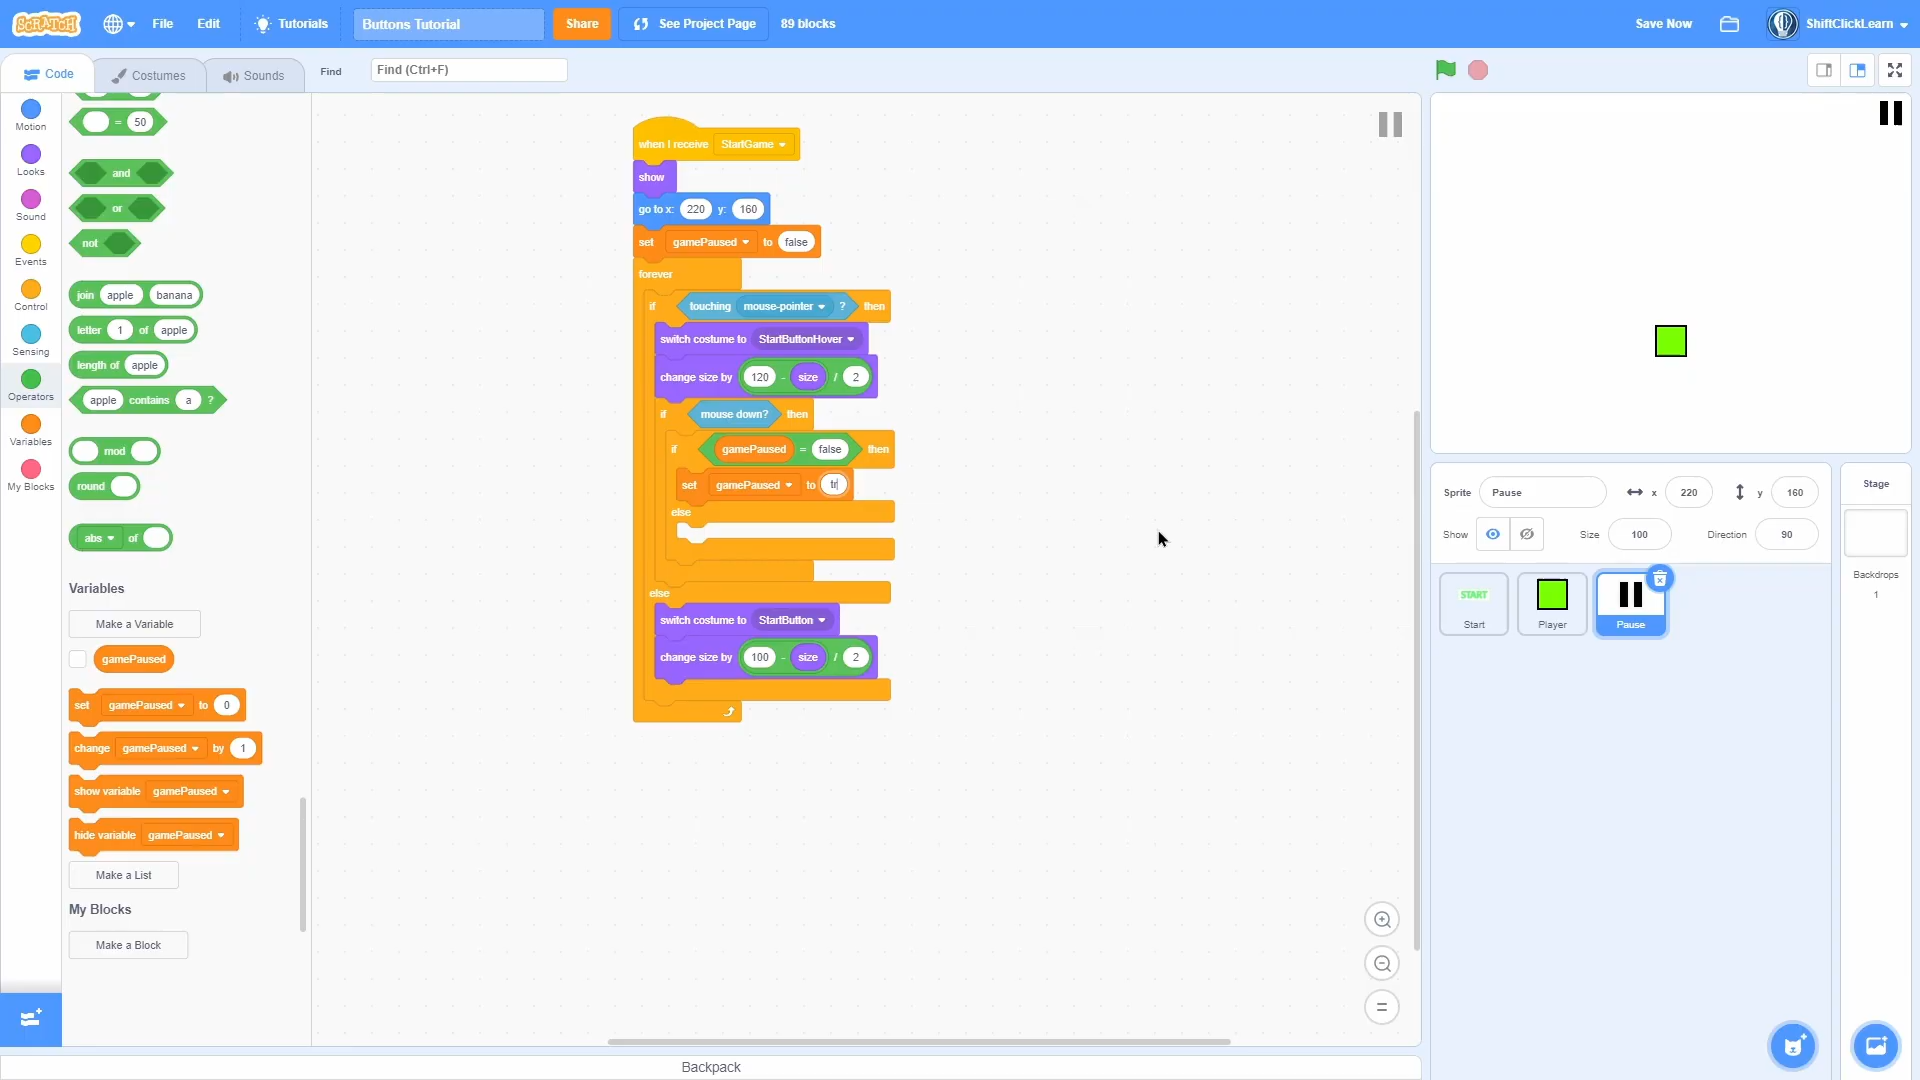 SCRATCH
File
Edit
Tutorials
Buttons Tutorial
Share
See Project Page
89 blocks
Save Now
ShiftClickLearn
Code
Costumes
Sounds
Find
Find (Ctrl+F)
Motion
Looks
Sound
Events
Control
Sensing
Operators
Variables
My Blocks
= 50
and
or
not
join apple banana
letter 1 of apple
length of apple
apple contains a ?
mod
round
abs of
Variables
Make a Variable
gamePaused
set gamePaused to 0
change gamePaused by 1
show variable gamePaused
hide variable gamePaused
Make a List
My Blocks
Make a Block
when I receive StartGame
show
go to x: 220 y: 160
set gamePaused to false
forever
if touching mouse-pointer ? then
switch costume to StartButtonHover
change size by 120 - size / 2
if mouse down? then
if gamePaused = false then
set gamePaused to tr
else
else
switch costume to StartButton
change size by 100 - size / 2
=
Backpack
Sprite Pause x 220 y 160
Show Size 100 Direction 90
START
Start
Player
Pause
Stage
Backdrops
1